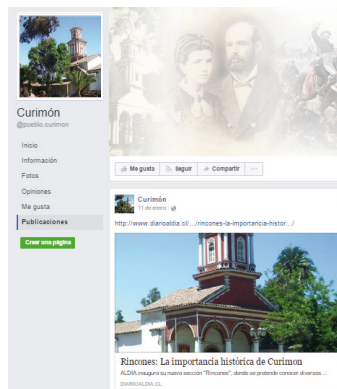 Curimón
@pueblo.curimon
Inicio
Información
Fotos
Opiniones
Me gusta
Publicaciones
Crear una página
Me gusta
Seguir
Compartir
...
Curimón
11 de enero ·
http://www.diarioaldia.cl/.../rincones-la-importancia-histor.../
Rincones: La importancia histórica de Curimon
ALDIA inaugura su nueva sección "Rincones", donde se pretende conocer diversos...
DIARIOALDIA.CL